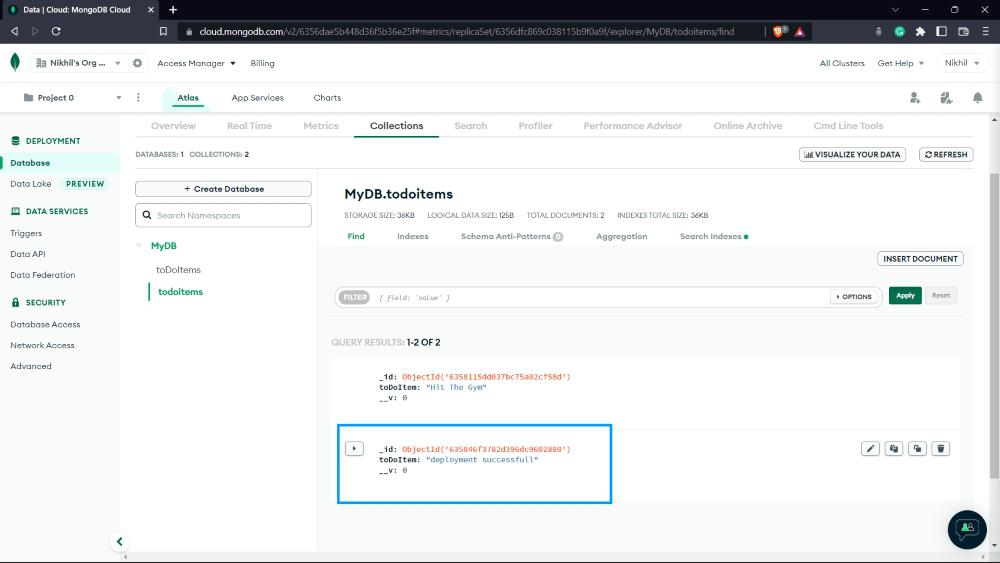 Data | Cloud: MongoDB Cloud
cloud.mongodb.com/v2/6356dae5b448d36f5b36e25f#metrics/replicaSet/6356dfc869c038115b9f0a9f/explorer/MyDB/todoitems/find
Nikhil's Org ...
Access Manager
Billing
All Clusters
Get Help
Nikhil
Project 0
Atlas
App Services
Charts
DEPLOYMENT
Database
Data Lake
PREVIEW
DATA SERVICES
Triggers
Data API
Data Federation
SECURITY
Database Access
Network Access
Advanced
Overview
Real Time
Metrics
Collections
Search
Profiler
Performance Advisor
Online Archive
Cmd Line Tools
DATABASES: 1 COLLECTIONS: 2
VISUALIZE YOUR DATA
REFRESH
+ Create Database
Search Namespaces
MyDB
toDoItems
todoitems
MyDB.todoitems
STORAGE SIZE: 36KB LOGICAL DATA SIZE: 125B TOTAL DOCUMENTS: 2 INDEXES TOTAL SIZE: 36KB
Find
Indexes
Schema Anti-Patterns 0
Aggregation
Search Indexes
INSERT DOCUMENT
FILTER { field: 'value' }
OPTIONS
Apply
Reset
QUERY RESULTS: 1-2 OF 2
_id: ObjectId('6358115dd037bc75a02cf58d')
toDoItem: "Hit The Gym"
__v: 0
_id: ObjectId('635846f3782d396dc9602880')
toDoItem: "deployment successfull"
__v: 0